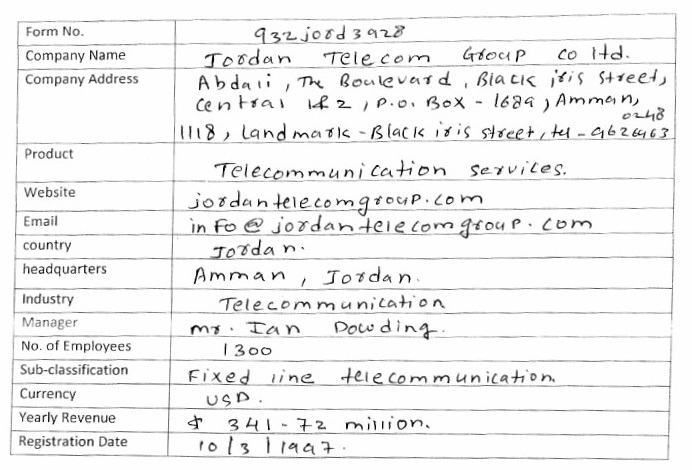 Form No. 932jord3928
Company Name Jordan Telecom Group co ltd.
Company Address Abdali, The Boulevard, Black iris street,
central 1&2, P.O. Box - 1689, Amman,
1118, Landmark - Black iris street, tel - 9626463
0248
Product Telecommunication services.
Website jordantelecomgroup.com
Email info@jordantelecomgroup.com
country Jordan.
headquarters Amman, Jordan.
Industry Telecommunication
Manager mr. Ian Dowding.
No. of Employees 1300
Sub-classification Fixed line telecommunication.
Currency USD.
Yearly Revenue $ 341-72 million.
Registration Date 10/3/1997.